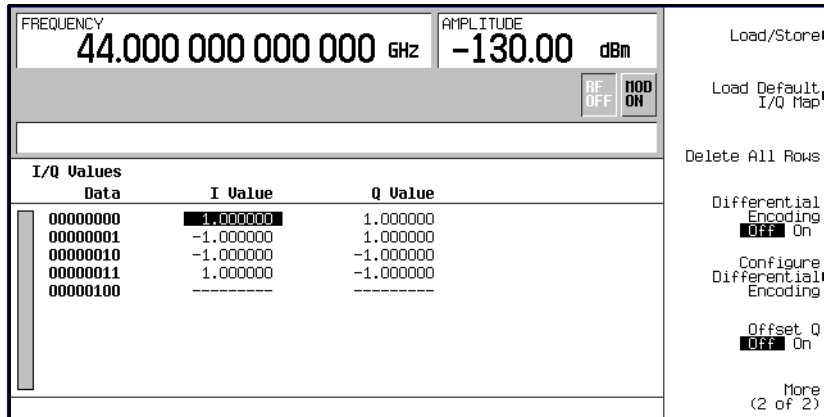 FREQUENCY
44.000 000 000 000 GHz
AMPLITUDE
-130.00 dBm
RF OFF
MOD ON
I/Q Values
Data I Value Q Value
00000000 1.000000 1.000000
00000001 -1.000000 1.000000
00000010 -1.000000 -1.000000
00000011 1.000000 -1.000000
00000100 --------- ---------
Load/Store
Load Default
I/Q Map
Delete All Rows
Differential
Encoding
Off On
Configure
Differential
Encoding
Offset Q
Off On
More
(2 of 2)